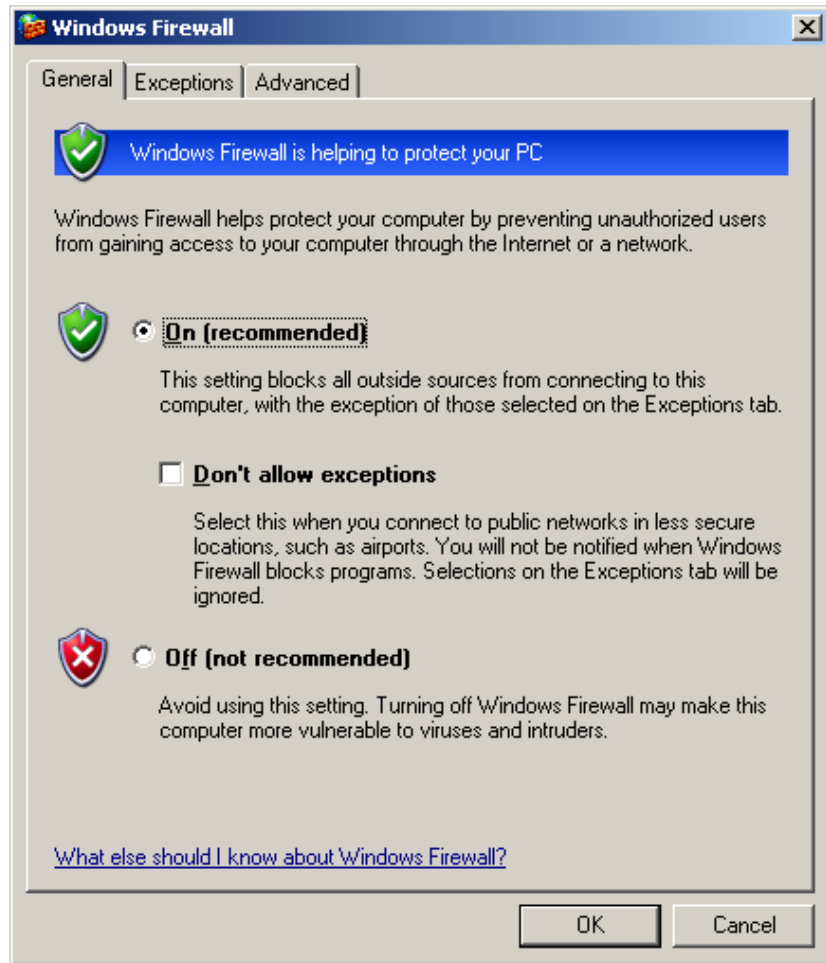 Windows Firewall
General Exceptions Advanced
Windows Firewall is helping to protect your PC
Windows Firewall helps protect your computer by preventing unauthorized users
from gaining access to your computer through the Internet or a network.
On (recommended)
This setting blocks all outside sources from connecting to this
computer, with the exception of those selected on the Exceptions tab.
Don't allow exceptions
Select this when you connect to public networks in less secure
locations, such as airports. You will not be notified when Windows
Firewall blocks programs. Selections on the Exceptions tab will be
ignored.
Off (not recommended)
Avoid using this setting. Turning off Windows Firewall may make this
computer more vulnerable to viruses and intruders.
What else should I know about Windows Firewall?
OK Cancel